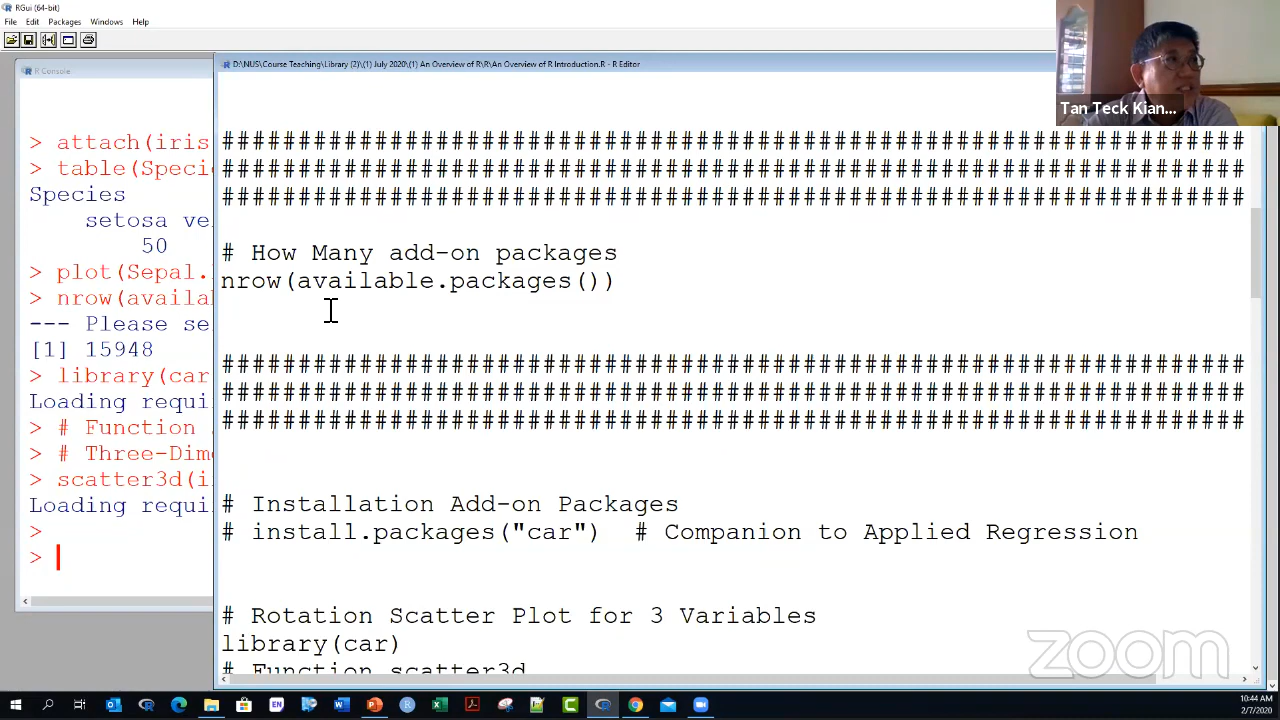 RGui (64-bit)
File Edit Packages Windows Help
R Console
> attach(iris
> table(Speci
Species
setosa ve
50
> plot(Sepal.
> nrow(availa
--- Please se
[1] 15948
> library(car
Loading requi
> # Function
> # Three-Dim
> scatter3d(i
Loading requi
>
>
D:\NUS\Course Teaching\Library (R) July 2020\(1) An Overview of R\R\An Overview of R Introduction.R - R Editor
###################################################################
###################################################################
###################################################################
# How Many add-on packages
nrow(available.packages())
###################################################################
###################################################################
###################################################################
# Installation Add-on Packages
# install.packages("car") # Companion to Applied Regression
# Rotation Scatter Plot for 3 Variables
library(car)
# Function scatter3d
Tan Teck Kian...
zoom
EN
10:44 AM
2/7/2020